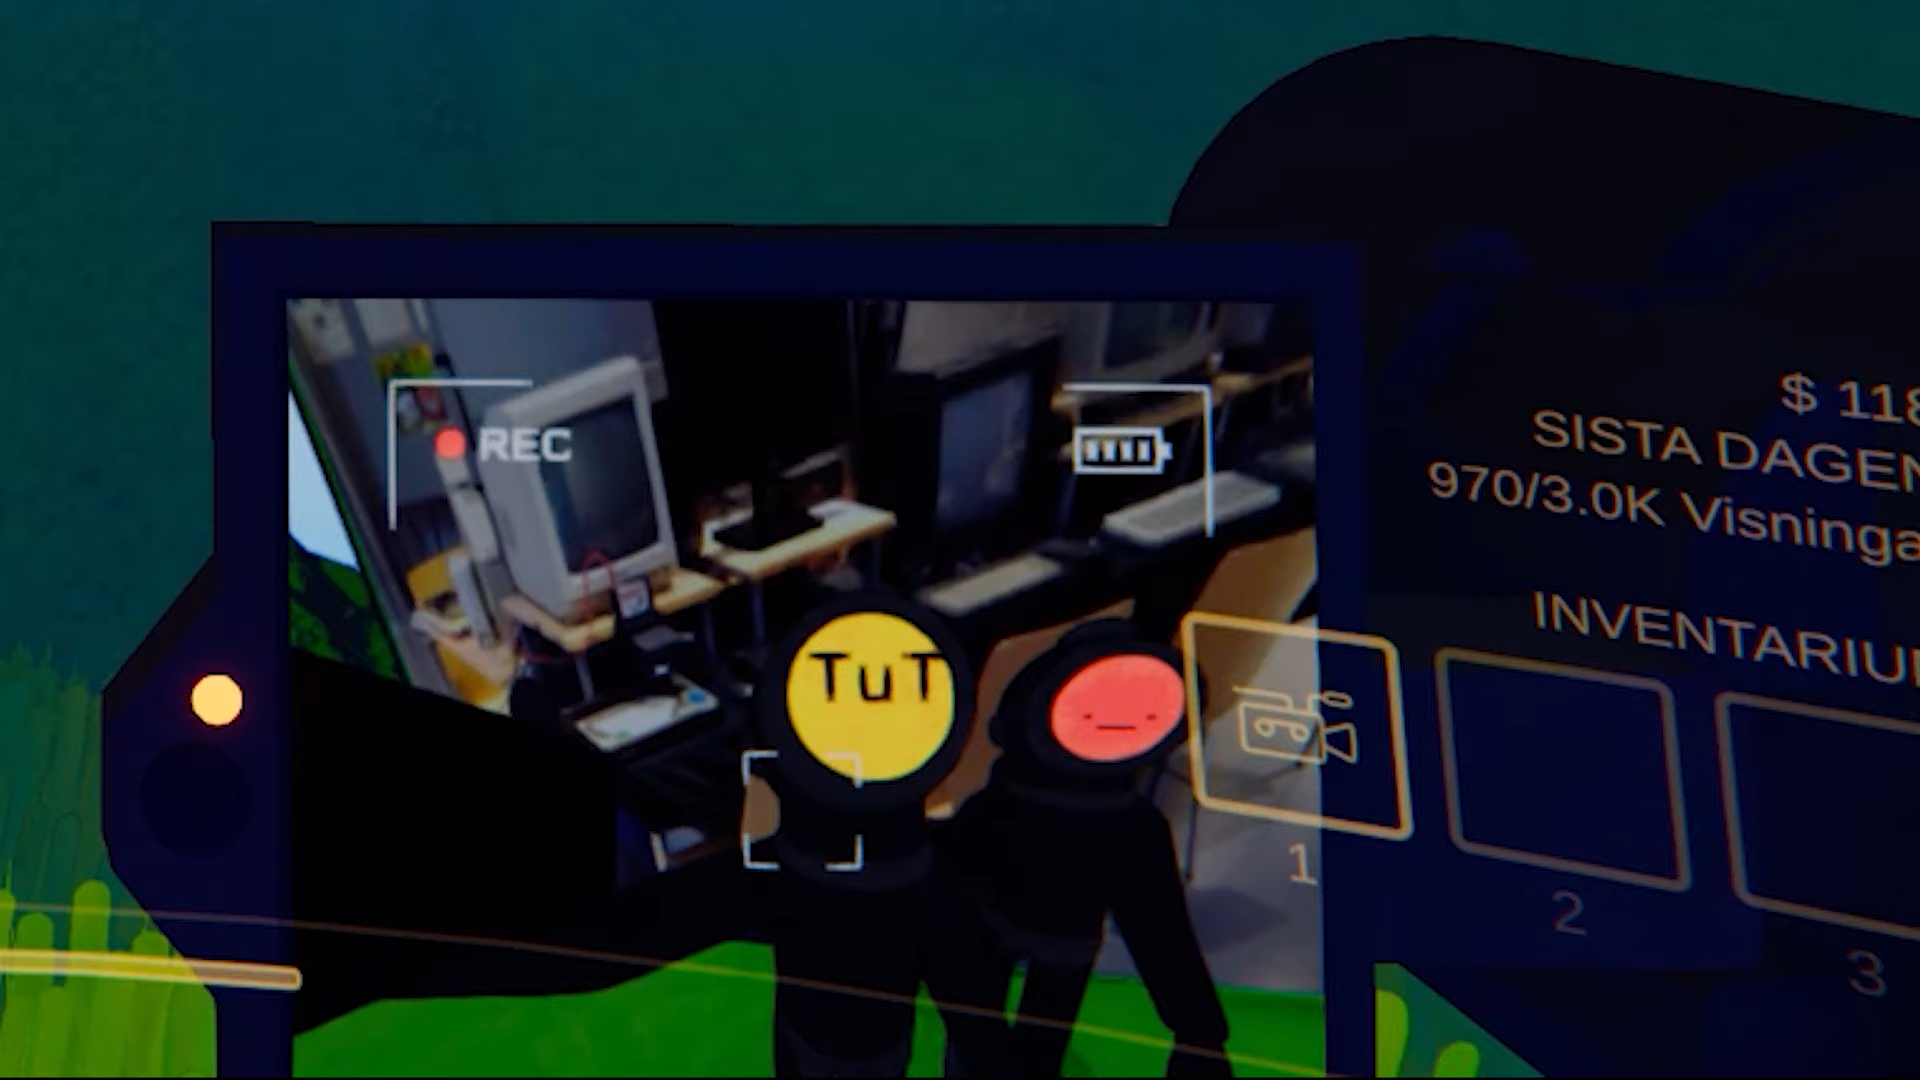 REC
$ 118
SISTA DAGEN
970/3.0K Visninga
INVENTARIU
TuT
1
2
3